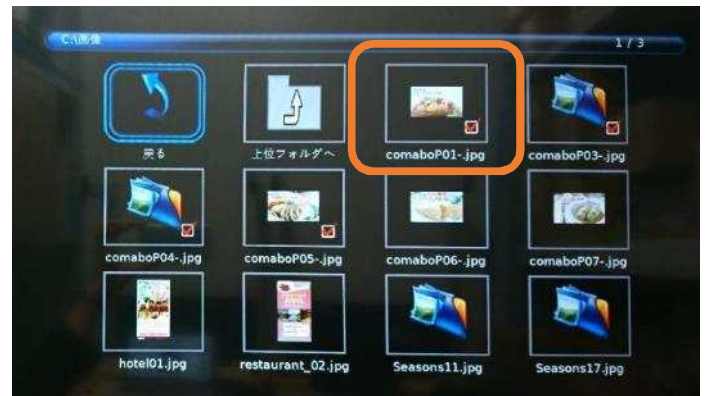 C:\画像
1 / 3
戻る
上位フォルダへ
comaboP01-.jpg
comaboP03-.jpg
comaboP04-.jpg
comaboP05-.jpg
comaboP06-.jpg
comaboP07-.jpg
hotel01.jpg
restaurant_02.jpg
Seasons11.jpg
Seasons17.jpg